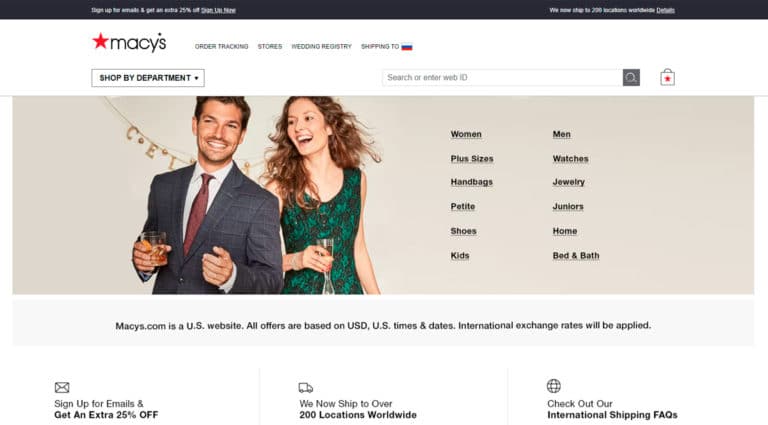 Sign up for emails & get an extra 25% off Sign Up Now
We now ship to 200 locations worldwide Details
macy's
ORDER TRACKING STORES WEDDING REGISTRY SHIPPING TO
SHOP BY DEPARTMENT
Search or enter web ID
Women Men
Plus Sizes Watches
Handbags Jewelry
Petite Juniors
Shoes Home
Kids Bed & Bath
Macys.com is a U.S. website. All offers are based on USD, U.S. times & dates. International exchange rates will be applied.
Sign Up for Emails &
Get An Extra 25% OFF
We Now Ship to Over
200 Locations Worldwide
Check Out Our
International Shipping FAQs